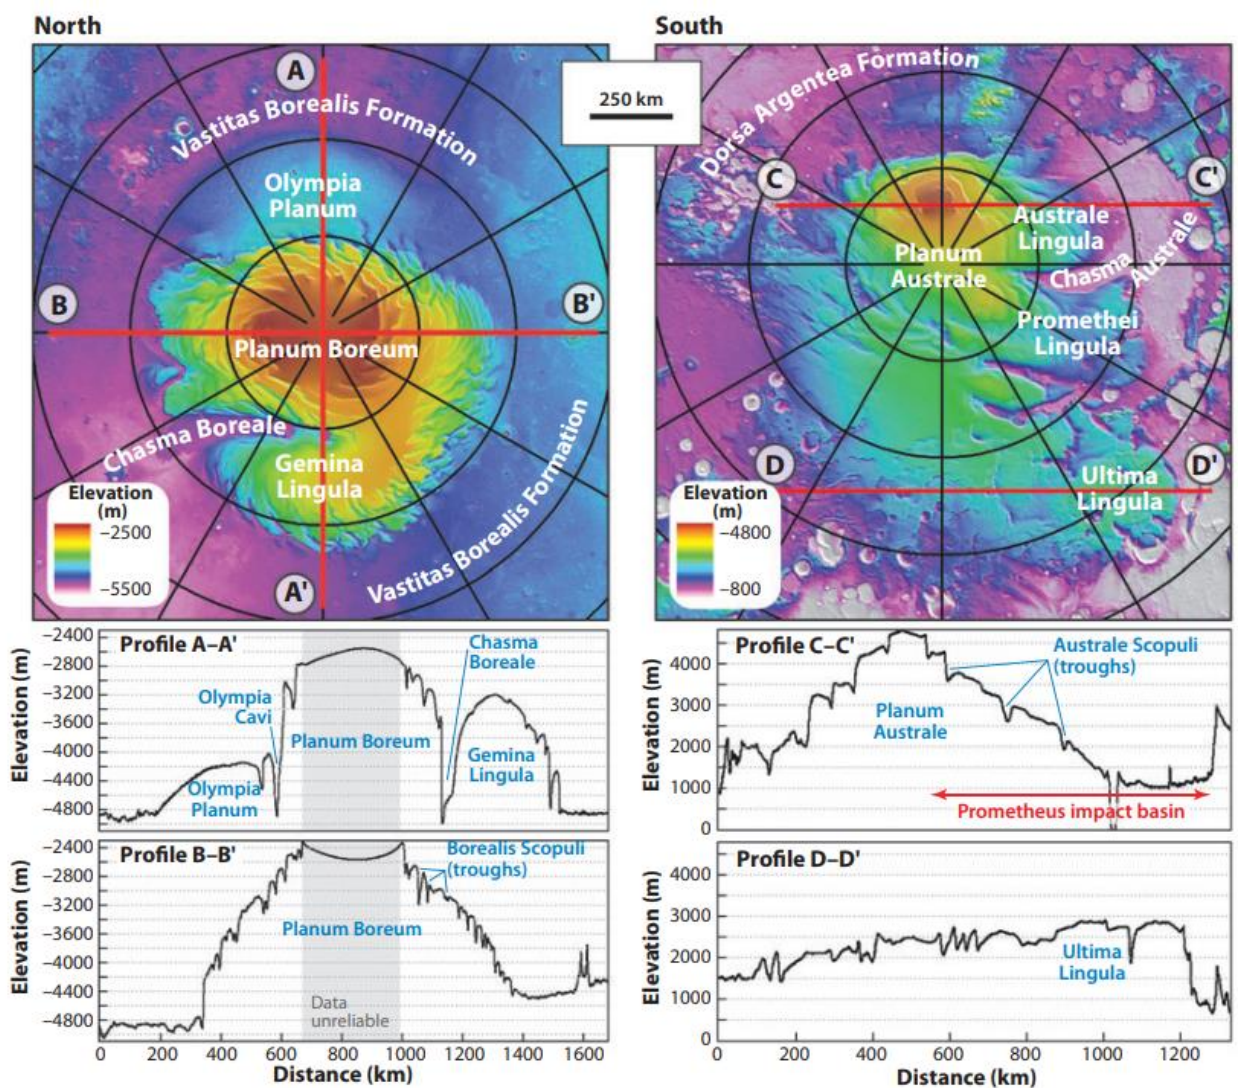 North
South
250 km
A
Vastitas Borealis Formation
Olympia
Planum
B
B'
Planum Boreum
Chasma Boreale
Gemina
Lingula
Vastitas Borealis Formation
A'
Elevation
(m)
–2500
–5500
Dorsa Argentea Formation
C
C'
Australe
Lingula
Planum
Australe
Chasma
Australe
Promethei
Lingula
D
D'
Ultima
Lingula
Elevation
(m)
–4800
–800
Profile A–A'
Elevation (m)
–2400
–2800
–3200
–3600
–4000
–4400
–4800
Olympia
Cavi
Olympia
Planum
Planum Boreum
Chasma
Boreale
Gemina
Lingula
Profile B–B'
Elevation (m)
–2400
–2800
–3200
–3600
–4000
–4400
–4800
Borealis Scopuli
(troughs)
Planum Boreum
Data
unreliable
0 200 400 600 800 1000 1200 1400 1600
Distance (km)
Profile C–C'
Elevation (m)
4000
3000
2000
1000
0
Australe Scopuli
(troughs)
Planum
Australe
Prometheus impact basin
Profile D–D'
Elevation (m)
4000
3000
2000
1000
0
Ultima
Lingula
0 200 400 600 800 1000 1200
Distance (km)